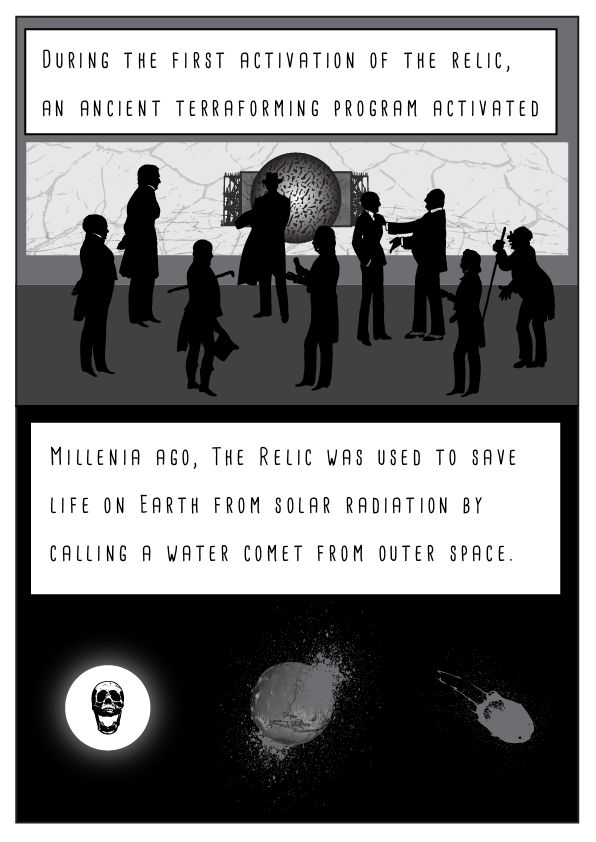 During the first activation of the relic,
an ancient terraforming program activated
Millenia ago, The Relic was used to save
life on Earth from solar radiation by
calling a water comet from outer space.